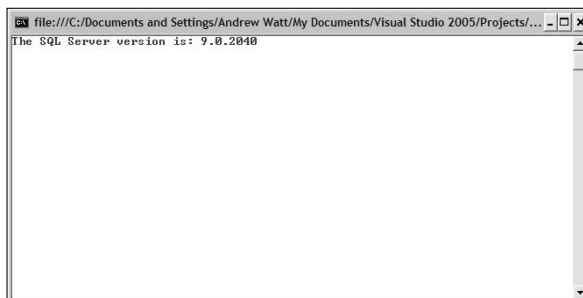 file:///C:/Documents and Settings/Andrew Watt/My Documents/Visual Studio 2005/Projects/...
The SQL Server version is: 9.0.2040